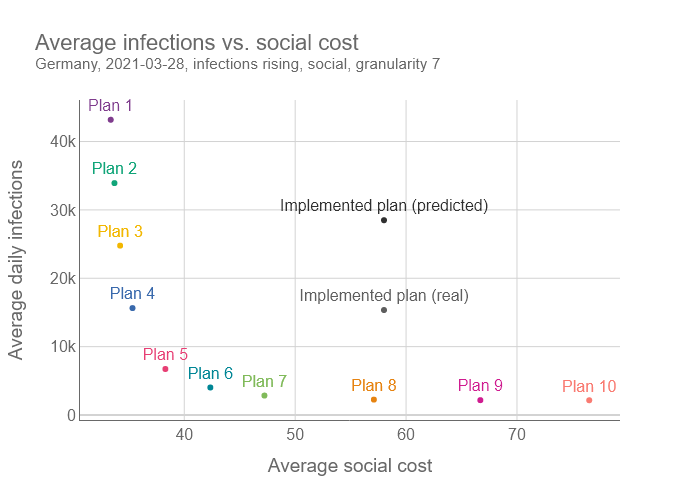 Average infections vs. social cost
Germany, 2021-03-28, infections rising, social, granularity 7
Plan 1
40k
Plan 2
Implemented plan (predicted)
30k
Plan 3
Average daily infections
20k
Plan 4
Implemented plan (real)
10k
Plan 5
Plan 6
Plan 7
Plan 8
Plan 9
Plan 10
0
40
50
60
70
Average social cost